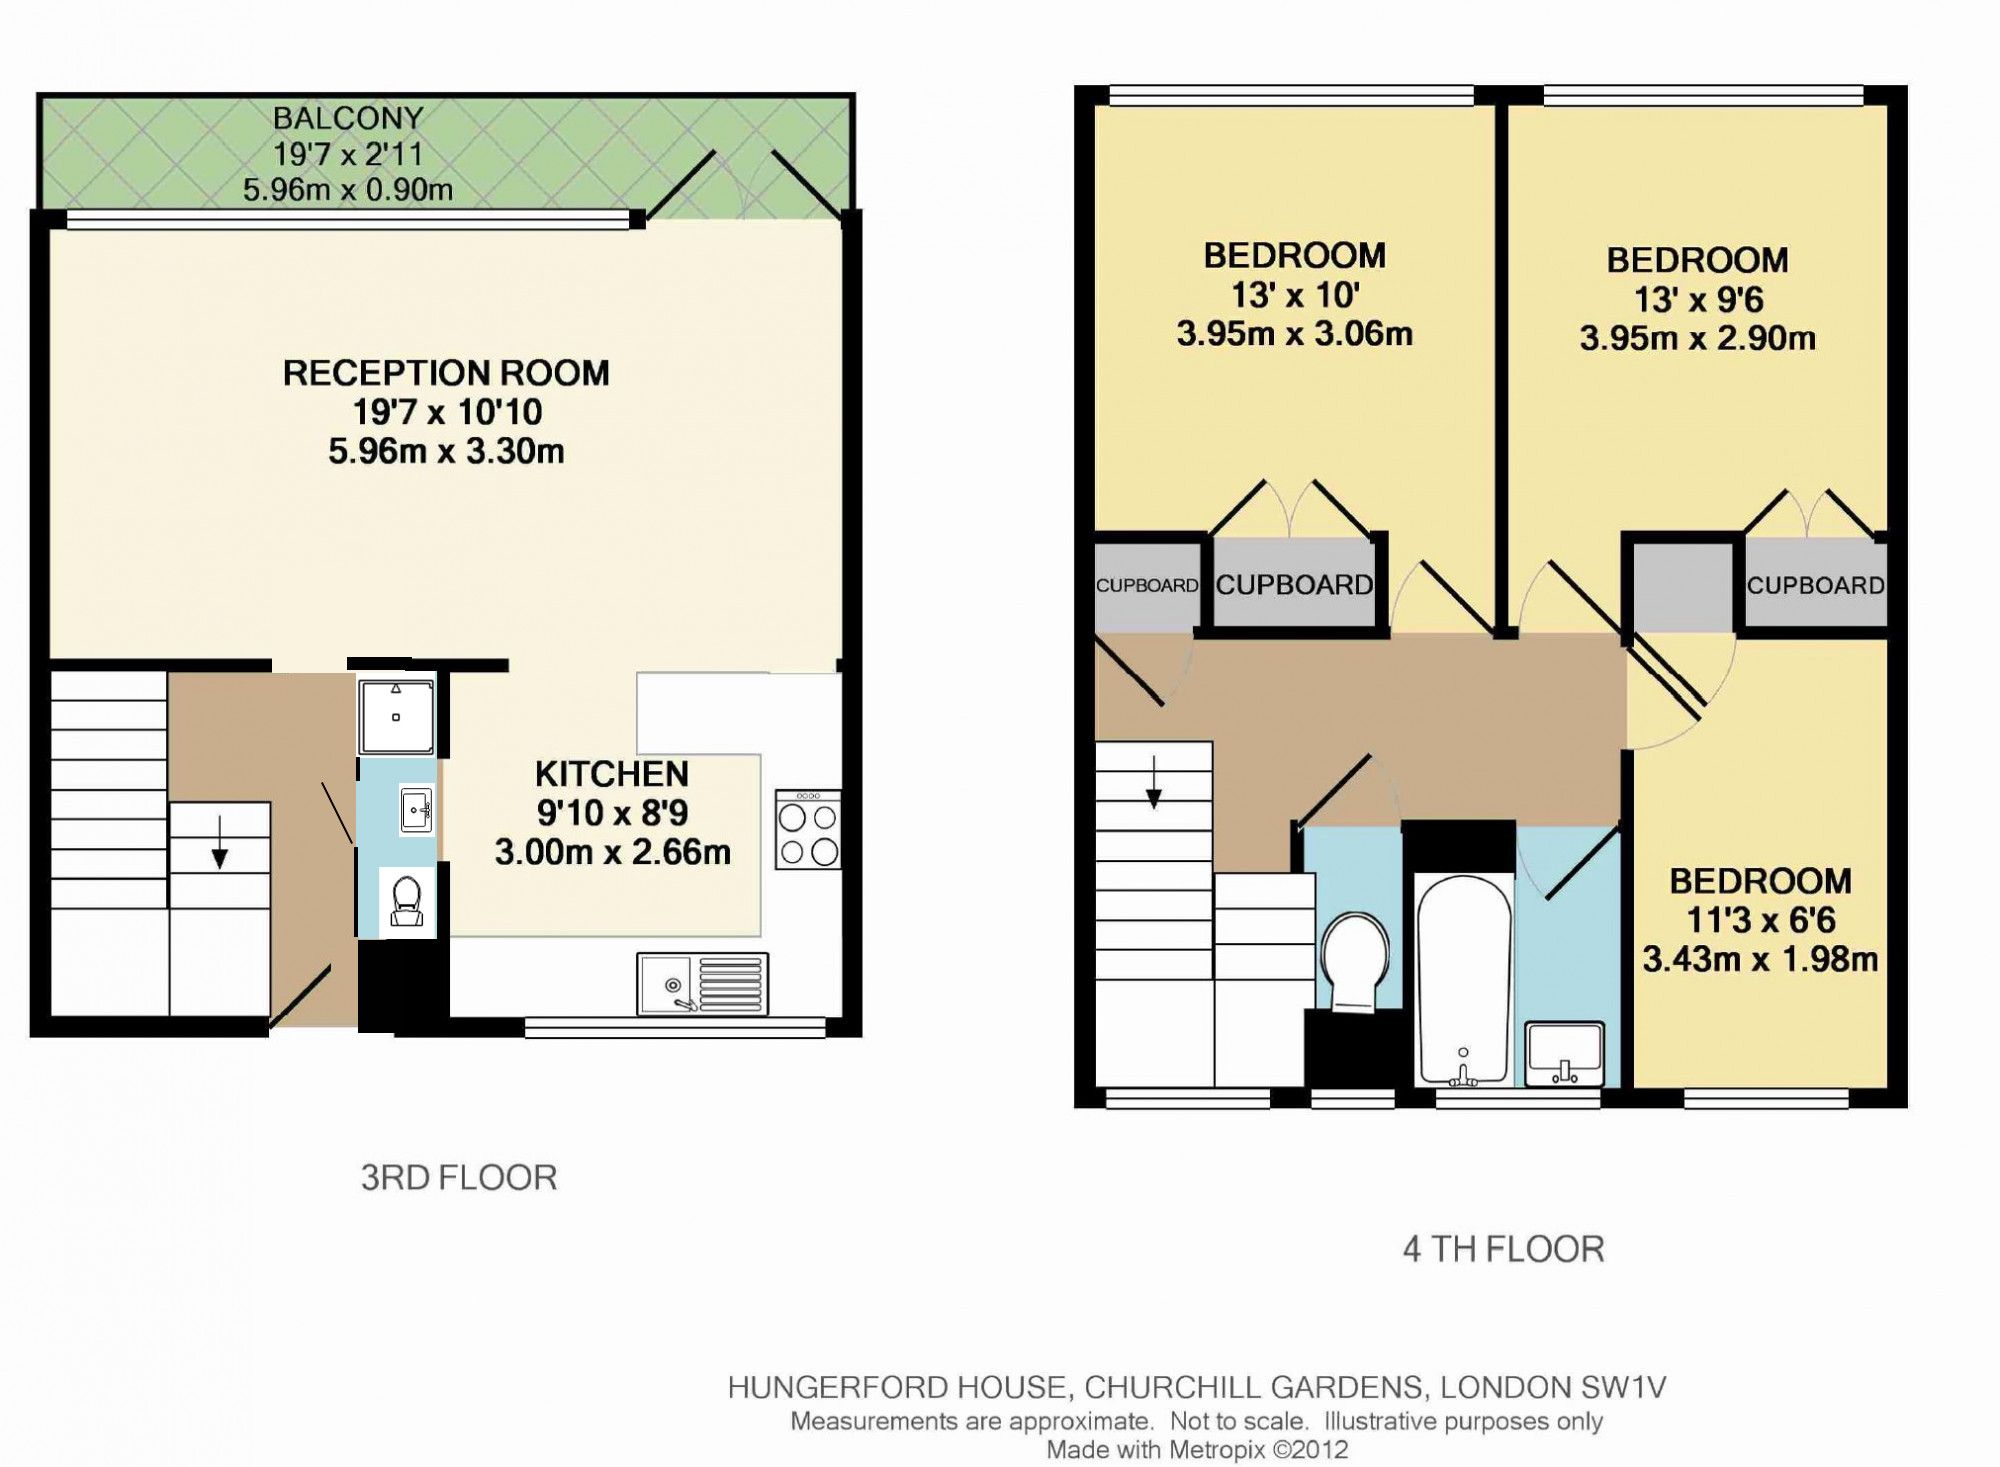 BALCONY
19'7 x 2'11
5.96m x 0.90m
RECEPTION ROOM
19'7 x 10'10
5.96m x 3.30m
KITCHEN
9'10 x 8'9
3.00m x 2.66m
3RD FLOOR
BEDROOM
13' x 10'
3.95m x 3.06m
BEDROOM
13' x 9'6
3.95m x 2.90m
CUPBOARD
CUPBOARD
CUPBOARD
BEDROOM
11'3 x 6'6
3.43m x 1.98m
4 TH FLOOR
HUNGERFORD HOUSE, CHURCHILL GARDENS, LONDON SW1V
Measurements are approximate. Not to scale. Illustrative purposes only
Made with Metropix ©2012